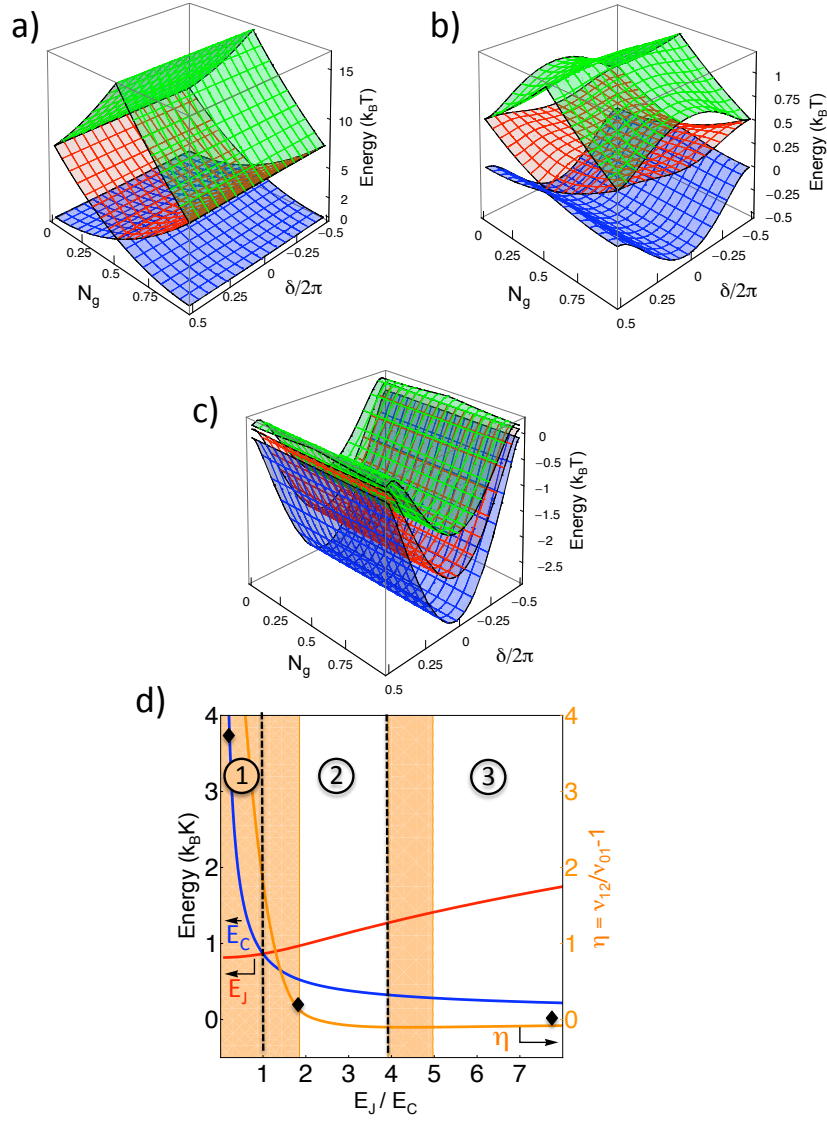 a)
15
10
5
2
0
Energy (k_BT)
0
0.25
0.5
0.75
N_g
-0.5
-0.25
0
0.25
0.5
δ/2π
b)
1
0.75
0.5
0.25
0
−0.25
−0.5
Energy (k_BT)
0
0.25
0.5
0.75
N_g
-0.5
-0.25
0
0.25
0.5
δ/2π
c)
0
−0.5
−1
−1.5
−2
−2.5
Energy (k_BT)
0
0.25
0.5
0.75
N_g
-0.5
-0.25
0
0.25
0.5
δ/2π
d)
4
3
2
1
0
Energy (k_BK)
1
2
3
E_C
E_J
η
4
3
2
1
0
η = ν_12/ν_01-1
1 2 3 4 5 6 7
E_J / E_C